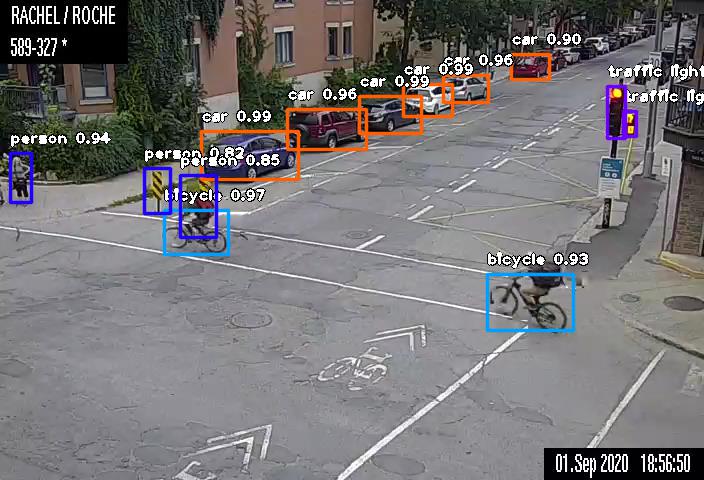 RACHEL / ROCHE
589-327 *
car 0.90
car 0.96
car 0.99
car 0.99
traffic light
traffic light
car 0.96
car 0.99
person 0.94
person 0.82
person 0.85
bicycle 0.97
bicycle 0.93
01.Sep 2020 18:56:50